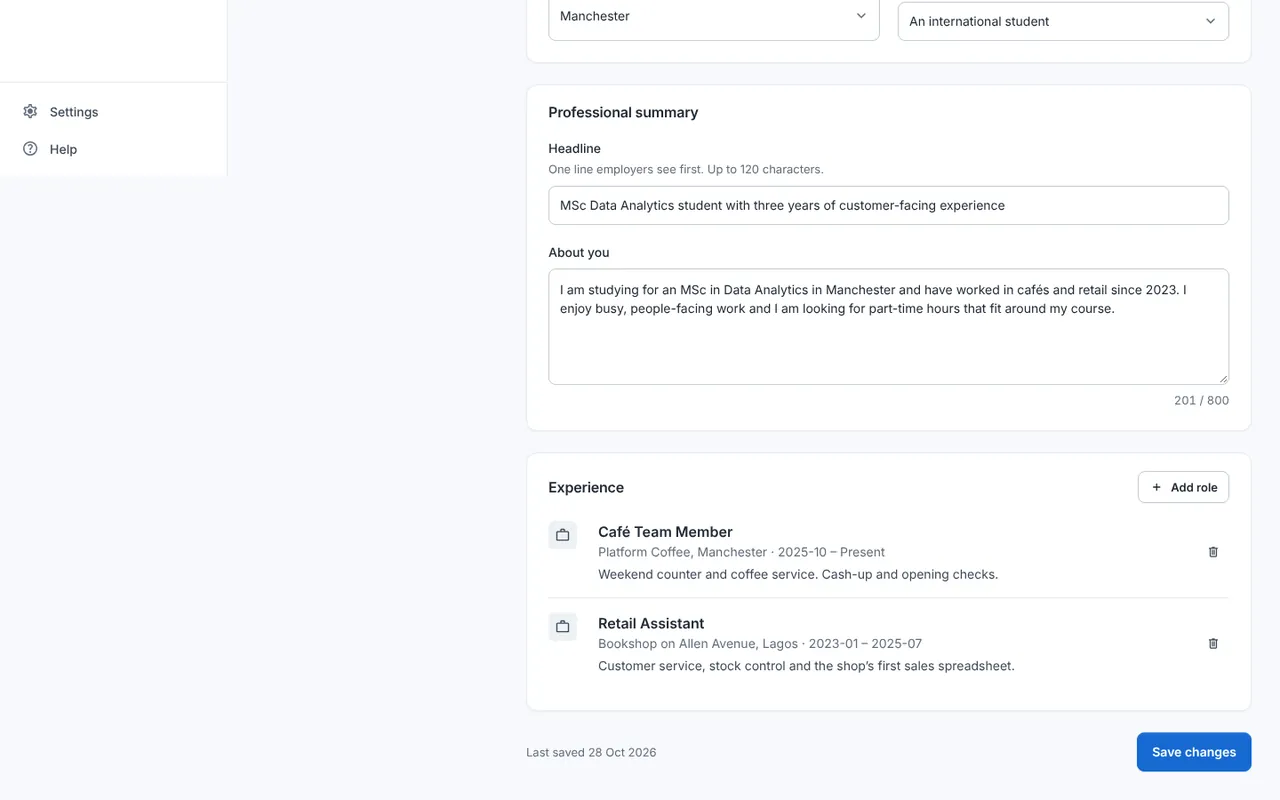 Manchester
An international student
Settings
Help
Professional summary
Headline
One line employers see first. Up to 120 characters.
MSc Data Analytics student with three years of customer-facing experience
About you
I am studying for an MSc in Data Analytics in Manchester and have worked in cafés and retail since 2023. I
enjoy busy, people-facing work and I am looking for part-time hours that fit around my course.
201 / 800
Experience
+ Add role
Café Team Member
Platform Coffee, Manchester · 2025-10 – Present
Weekend counter and coffee service. Cash-up and opening checks.
Retail Assistant
Bookshop on Allen Avenue, Lagos · 2023-01 – 2025-07
Customer service, stock control and the shop’s first sales spreadsheet.
Last saved 28 Oct 2026
Save changes